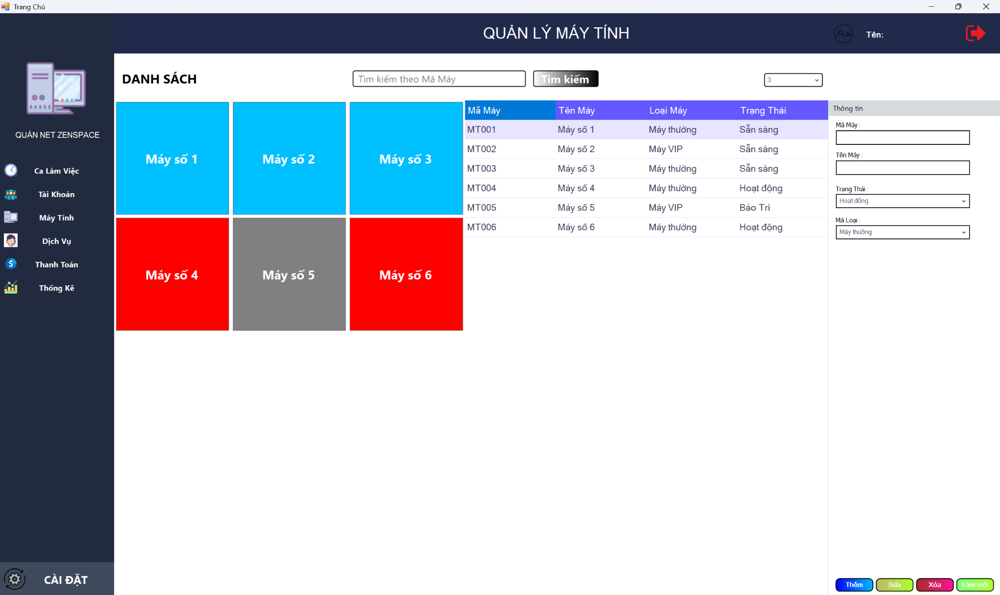 Trang Chủ
QUẢN LÝ MÁY TÍNH
Tên:
QUÁN NET ZENSPACE
Ca Làm Việc
Tài Khoản
Máy Tính
Dịch Vụ
Thanh Toán
Thống Kê
CÀI ĐẶT
DANH SÁCH
Tìm kiếm theo Mã Máy
Tìm kiếm
3
Máy số 1
Máy số 2
Máy số 3
Máy số 4
Máy số 5
Máy số 6
Mã Máy Tên Máy Loại Máy Trạng Thái
MT001 Máy số 1 Máy thường Sẵn sàng
MT002 Máy số 2 Máy VIP Sẵn sàng
MT003 Máy số 3 Máy thường Sẵn sàng
MT004 Máy số 4 Máy thường Hoạt động
MT005 Máy số 5 Máy VIP Bảo Trì
MT006 Máy số 6 Máy thường Hoạt động
Thông tin
Mã Máy :
Tên Máy :
Trạng Thái :
Hoạt động
Mã Loại :
Máy thường
Thêm
Sửa
Xóa
Làm mới